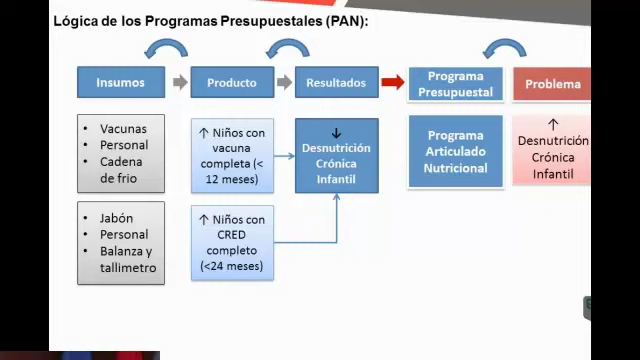 Lógica de los Programas Presupuestales (PAN):
Insumos
Producto
Resultados
Programa
Presupuestal
Problema
• Vacunas
• Personal
• Cadena
de frio
↑ Niños con
vacuna
completa (<
12 meses)
↓
Desnutrición
Crónica
Infantil
Programa
Articulado
Nutricional
↑
Desnutrición
Crónica
Infantil
• Jabón
• Personal
• Balanza y
tallimetro
↑ Niños con
CRED
completo
(<24 meses)